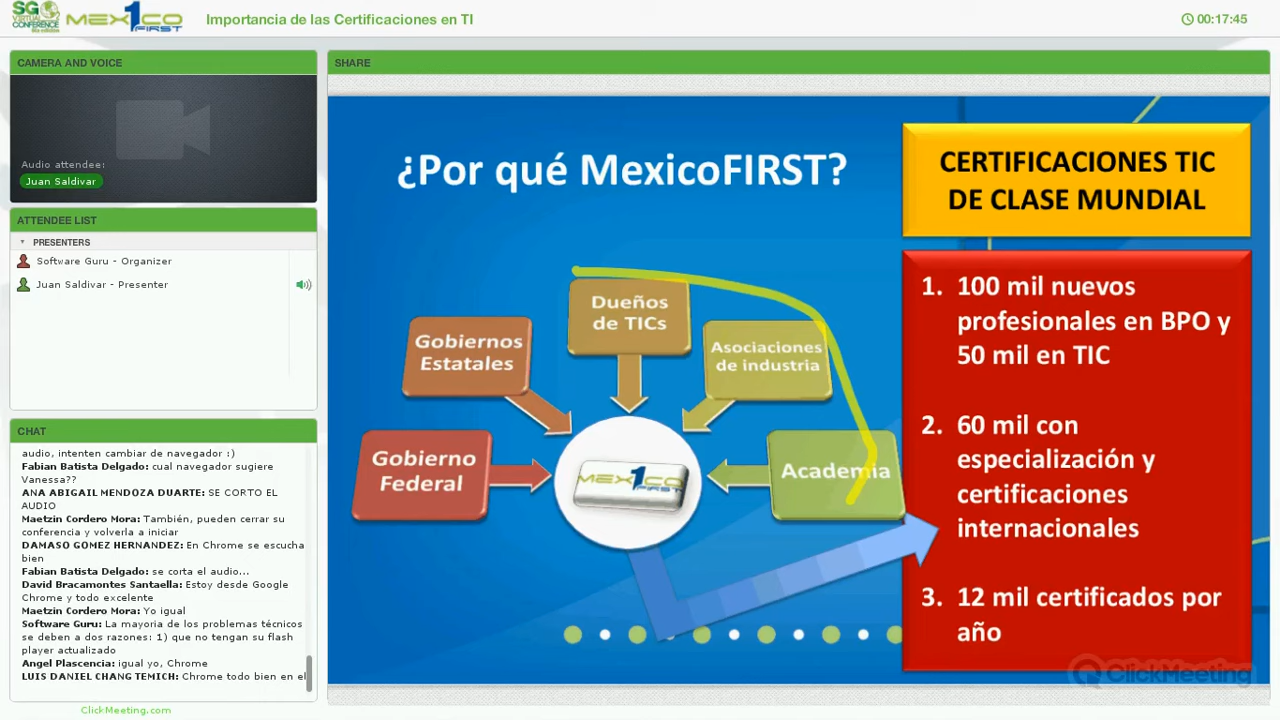 SG
VIRTUAL
CONFERENCE
MEX1CO
FIRST
Importancia de las Certificaciones en TI
00:17:45
CAMERA AND VOICE
Audio attendee:
Juan Saldivar
ATTENDEE LIST
PRESENTERS
Software Guru - Organizer
Juan Saldivar - Presenter
CHAT
audio, intenten cambiar de navegador :)
Fabian Batista Delgado: cual navegador sugiere
Vanessa??
ANA ABIGAIL MENDOZA DUARTE: SE CORTO EL
AUDIO
Maetzin Cordero Mora: También, pueden cerrar su
conferencia y volverla a iniciar
DAMASO GOMEZ HERNANDEZ: En Chrome se escucha
bien
Fabian Batista Delgado: se corta el audio...
David Bracamontes Santaella: Estoy desde Google
Chrome y todo excelente
Maetzin Cordero Mora: Yo igual
Software Guru: La mayoria de los problemas técnicos
se deben a dos razones: 1) que no tengan su flash
player actualizado
Angel Plascencia: igual yo, Chrome
LUIS DANIEL CHANG TEMICH: Chrome todo bien en el
ClickMeeting.com
SHARE
¿Por qué MexicoFIRST?
Gobierno
Federal
Gobiernos
Estatales
Dueños
de TICs
Asociaciones
de industria
Academia
MEX1CO
FIRST
CERTIFICACIONES TIC
DE CLASE MUNDIAL
1. 100 mil nuevos
profesionales en BPO y
50 mil en TIC
2. 60 mil con
especialización y
certificaciones
internacionales
3. 12 mil certificados por
año
ClickMeeting